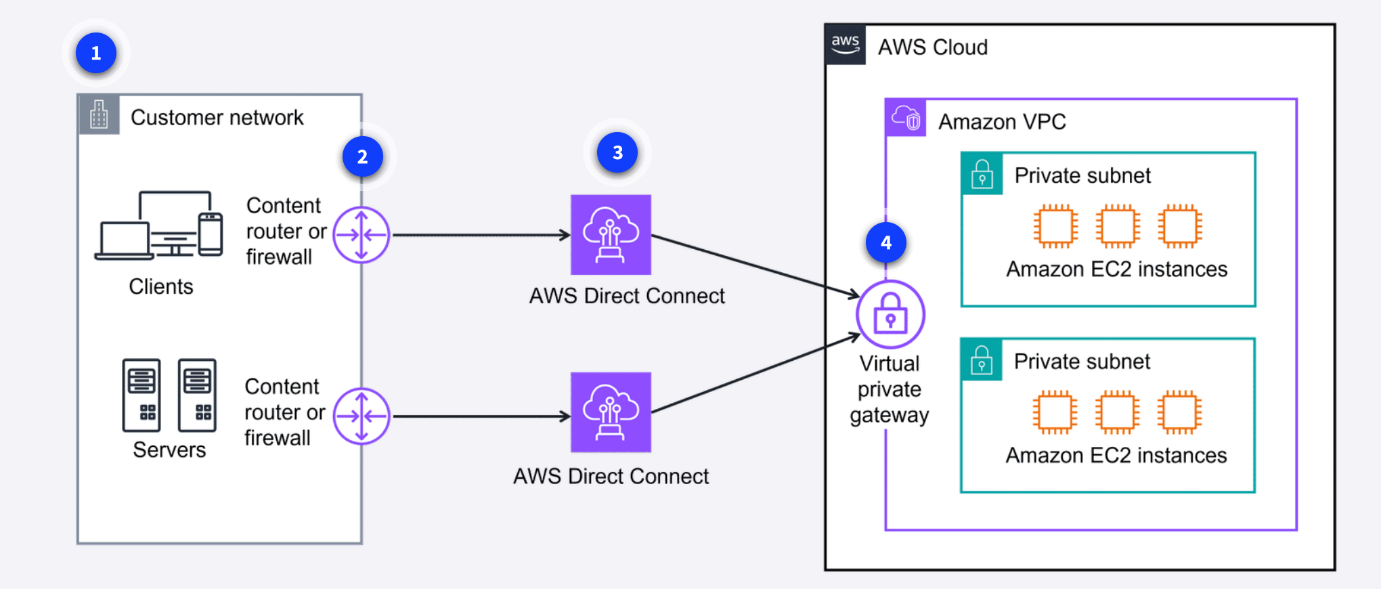 1
Customer network
2
Content
router or
firewall
Clients
Content
router or
firewall
Servers
3
AWS Direct Connect
AWS Direct Connect
aws
AWS Cloud
Amazon VPC
4
Virtual
private
gateway
Private subnet
Amazon EC2 instances
Private subnet
Amazon EC2 instances